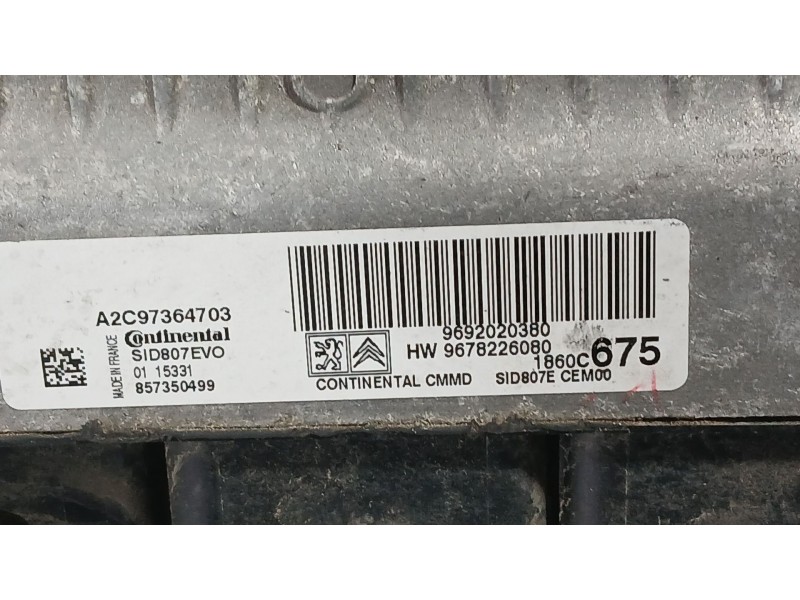 A2C97364703
Continental
SID807EVO
01 15331
857350499
MADE IN FRANCE
9692020380
HW 9678226080
1860C675
CONTINENTAL CMMD SID807E CEM00